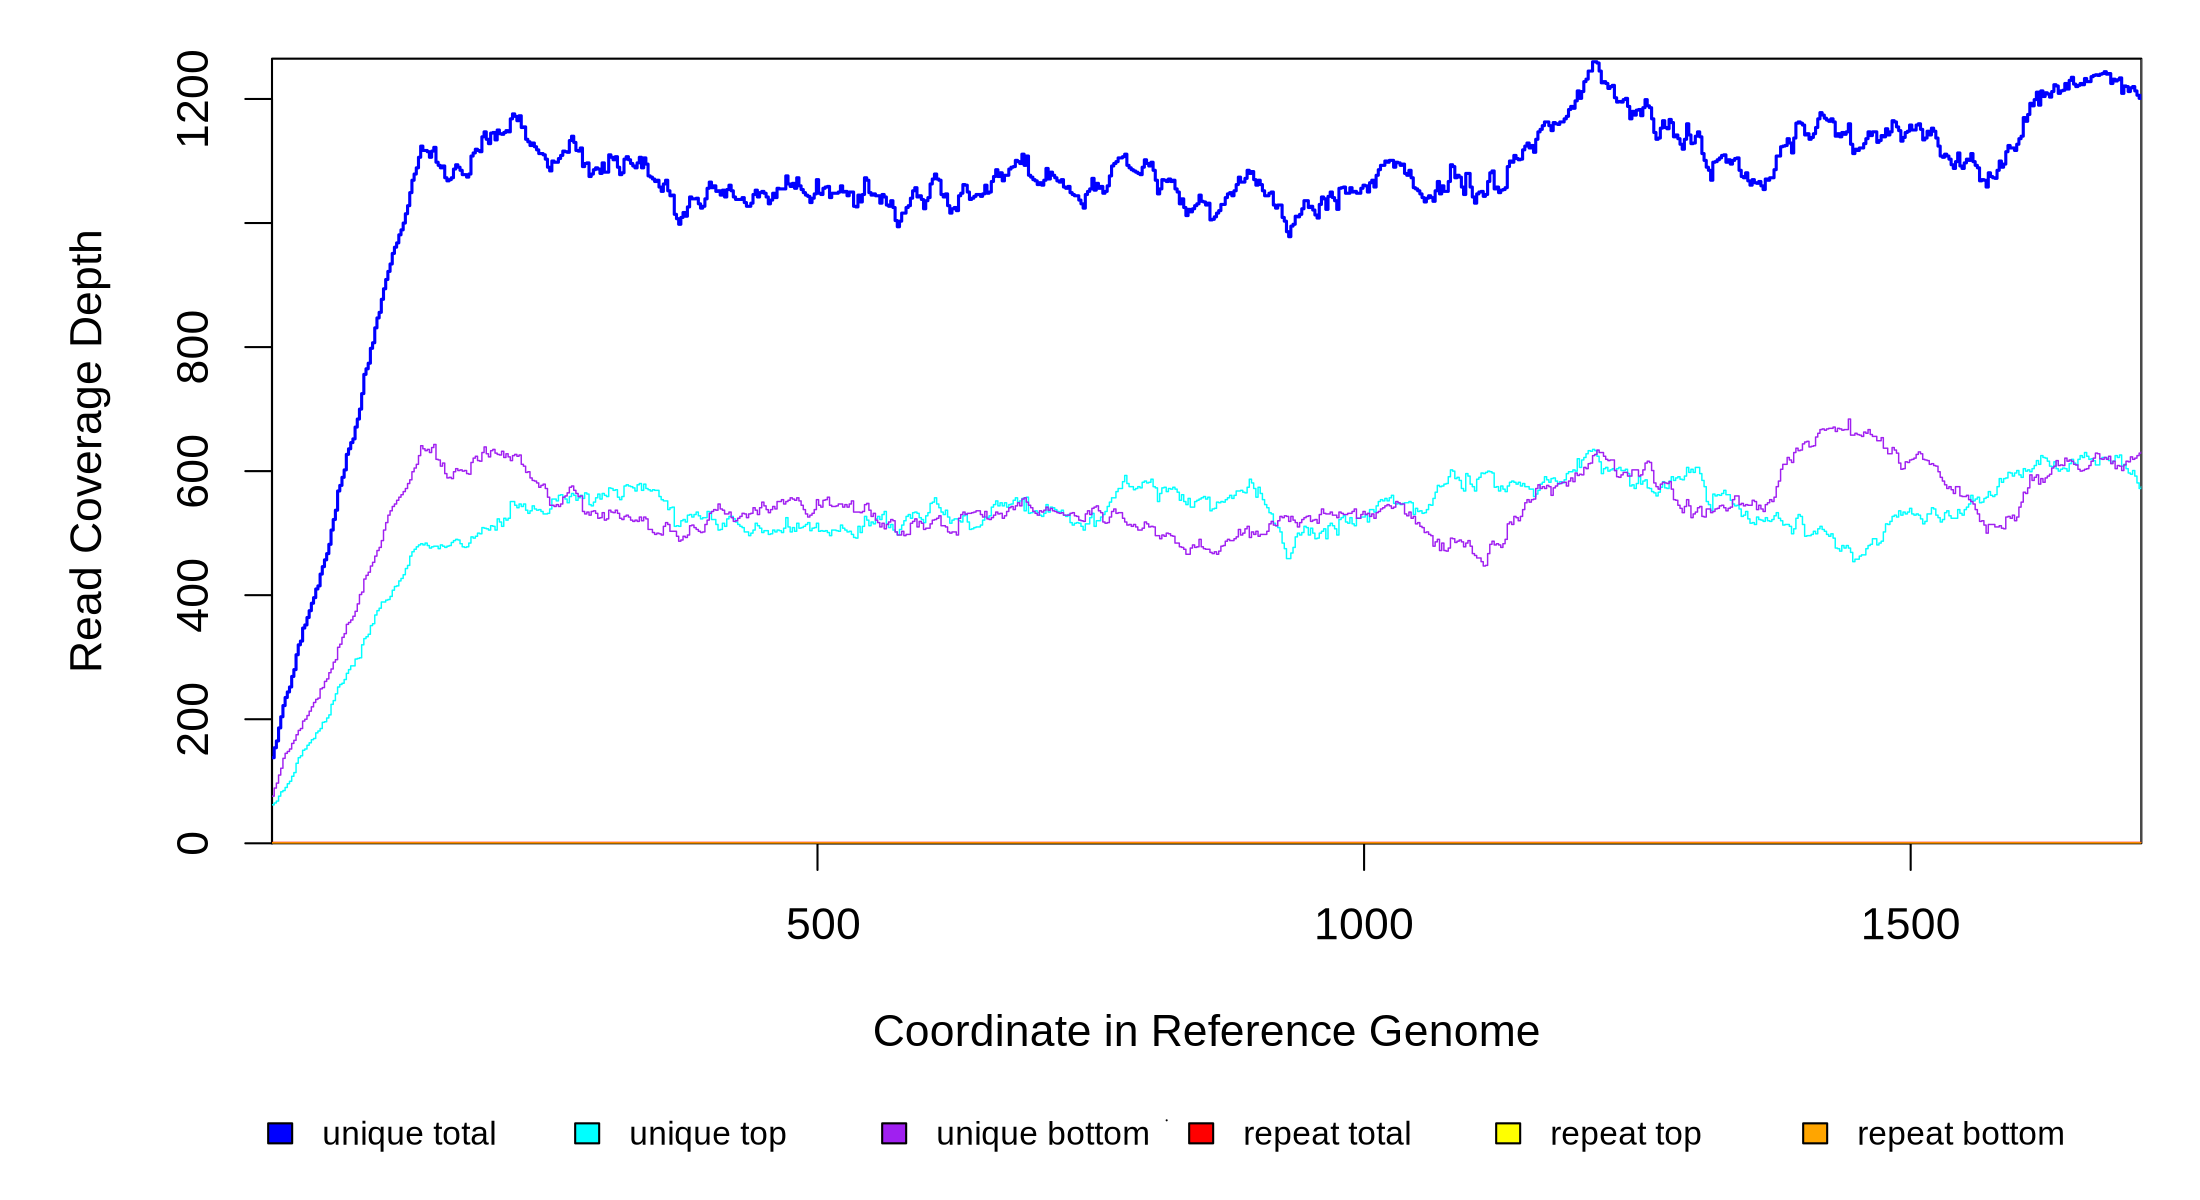 1200
800
600
400
200
0
Read Coverage Depth
500 1000 1500
Coordinate in Reference Genome
unique total unique top unique bottom repeat total repeat top repeat bottom